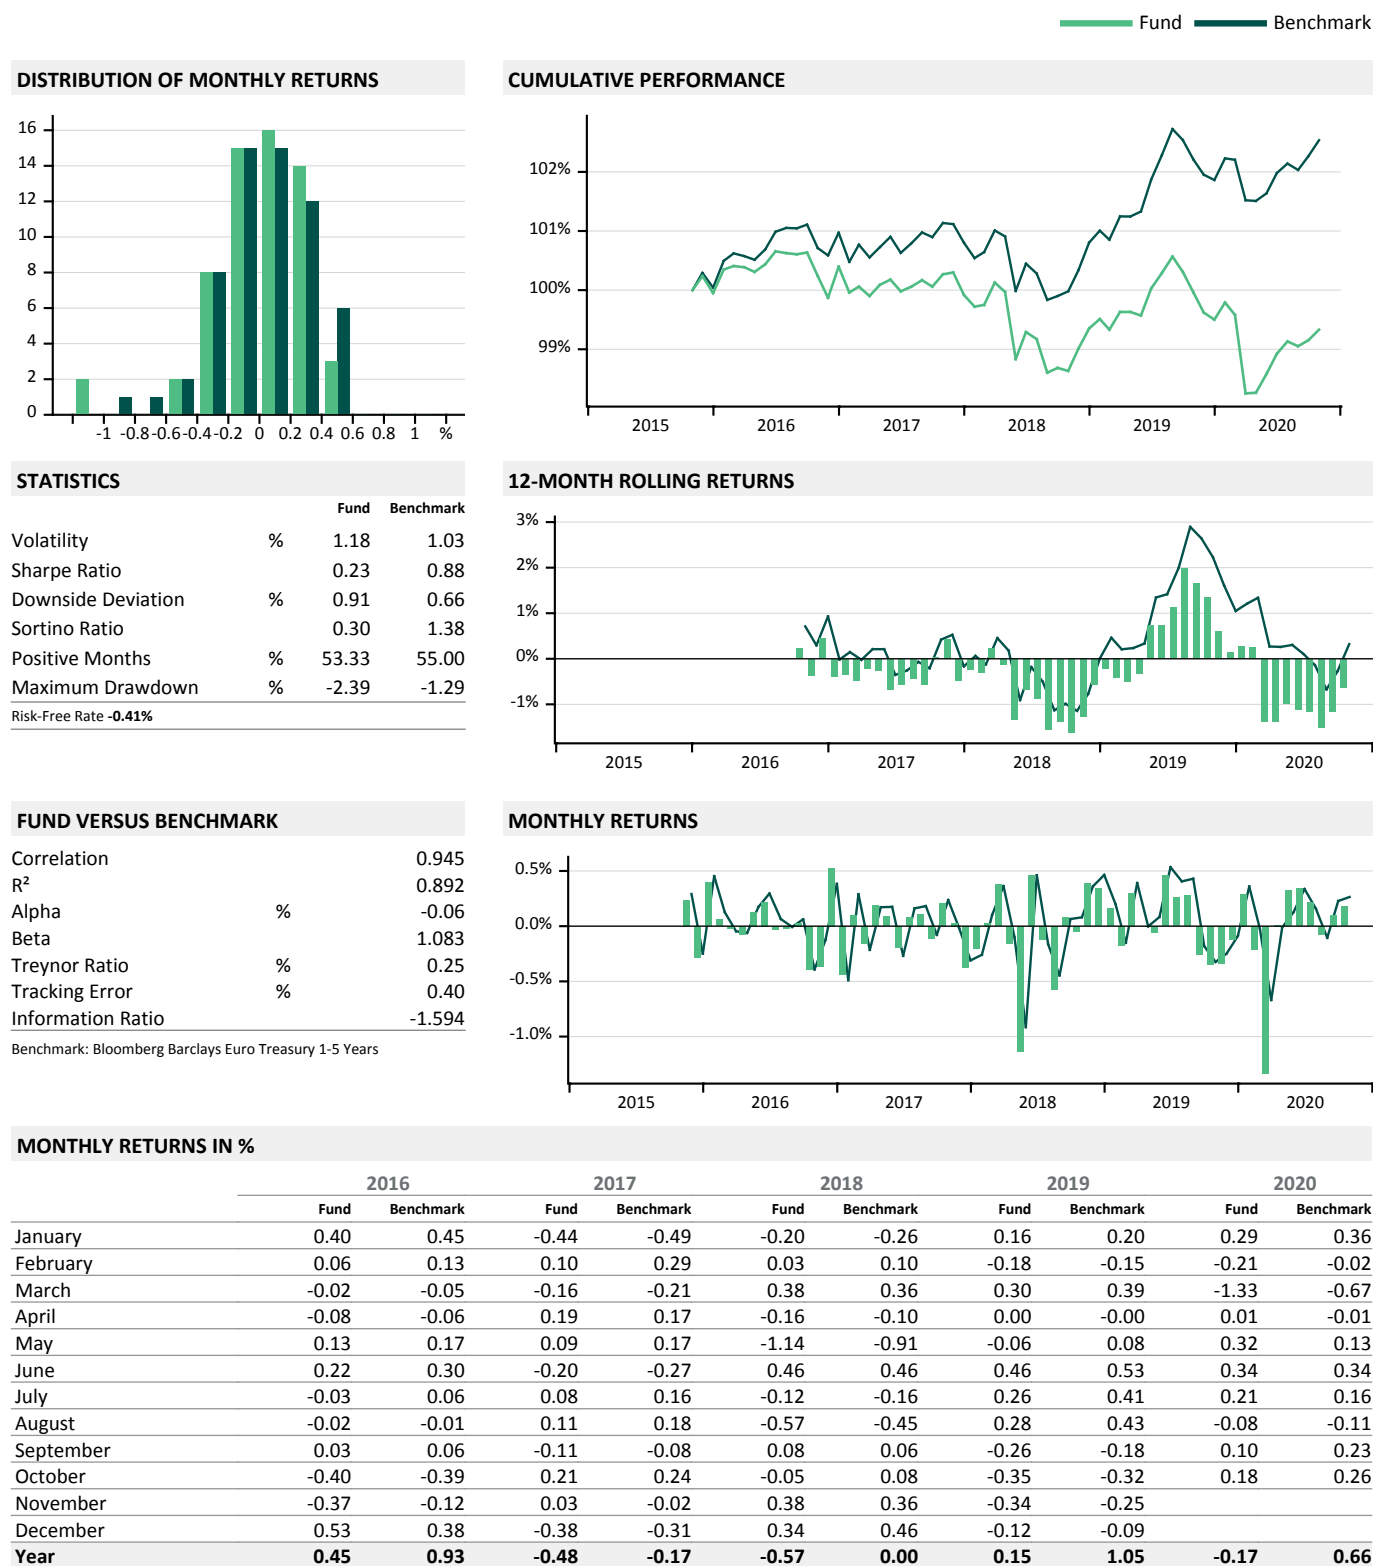 Fund Benchmark
DISTRIBUTION OF MONTHLY RETURNS
16
14
12
10
8
6
4
2
0
-1 -0.8 -0.6 -0.4 -0.2 0 0.2 0.4 0.6 0.8 1 %
CUMULATIVE PERFORMANCE
102%
101%
100%
99%
2015 2016 2017 2018 2019 2020
STATISTICS
Fund Benchmark
Volatility % 1.18 1.03
Sharpe Ratio 0.23 0.88
Downside Deviation % 0.91 0.66
Sortino Ratio 0.30 1.38
Positive Months % 53.33 55.00
Maximum Drawdown % -2.39 -1.29
Risk-Free Rate -0.41%
12-MONTH ROLLING RETURNS
3%
2%
1%
0%
-1%
2015 2016 2017 2018 2019 2020
FUND VERSUS BENCHMARK
Correlation 0.945
R² 0.892
Alpha % -0.06
Beta 1.083
Treynor Ratio % 0.25
Tracking Error % 0.40
Information Ratio -1.594
Benchmark: Bloomberg Barclays Euro Treasury 1-5 Years
MONTHLY RETURNS
0.5%
0.0%
-0.5%
-1.0%
2015 2016 2017 2018 2019 2020
MONTHLY RETURNS IN %
2016 2017 2018 2019 2020
Fund Benchmark Fund Benchmark Fund Benchmark Fund Benchmark Fund Benchmark
January 0.40 0.45 -0.44 -0.49 -0.20 -0.26 0.16 0.20 0.29 0.36
February 0.06 0.13 0.10 0.29 0.03 0.10 -0.18 -0.15 -0.21 -0.02
March -0.02 -0.05 -0.16 -0.21 0.38 0.36 0.30 0.39 -1.33 -0.67
April -0.08 -0.06 0.19 0.17 -0.16 -0.10 0.00 -0.00 0.01 -0.01
May 0.13 0.17 0.09 0.17 -1.14 -0.91 -0.06 0.08 0.32 0.13
June 0.22 0.30 -0.20 -0.27 0.46 0.46 0.46 0.53 0.34 0.34
July -0.03 0.06 0.08 0.16 -0.12 -0.16 0.26 0.41 0.21 0.16
August -0.02 -0.01 0.11 0.18 -0.57 -0.45 0.28 0.43 -0.08 -0.11
September 0.03 0.06 -0.11 -0.08 0.08 0.06 -0.26 -0.18 0.10 0.23
October -0.40 -0.39 0.21 0.24 -0.05 0.08 -0.35 -0.32 0.18 0.26
November -0.37 -0.12 0.03 -0.02 0.38 0.36 -0.34 -0.25
December 0.53 0.38 -0.38 -0.31 0.34 0.46 -0.12 -0.09
Year 0.45 0.93 -0.48 -0.17 -0.57 0.00 0.15 1.05 -0.17 0.66